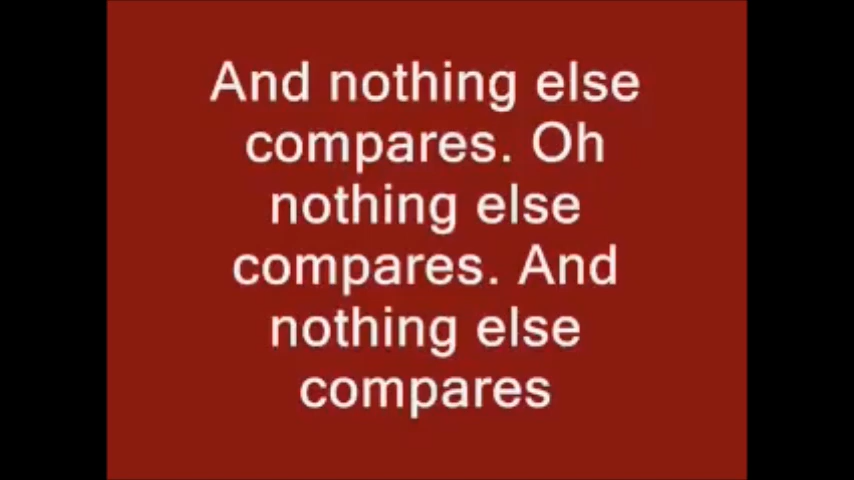 And nothing else
compares. Oh
nothing else
compares. And
nothing else
compares